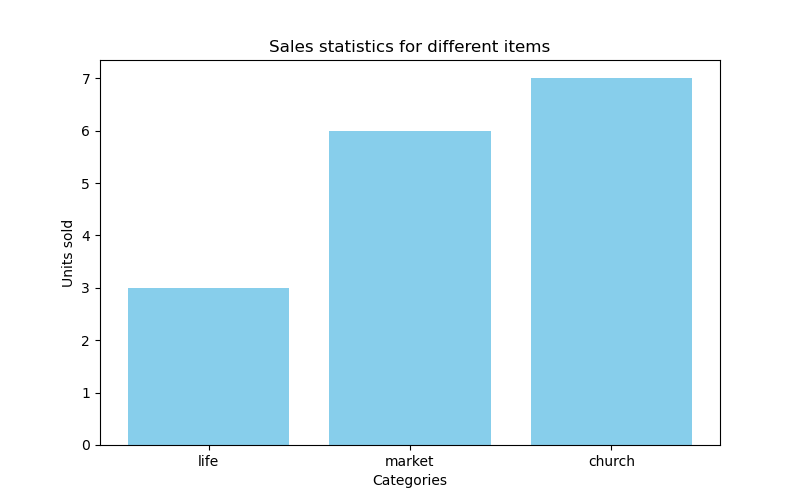 Sales statistics for different items
Units sold
7
6
5
4
3
2
1
0
life market church
Categories